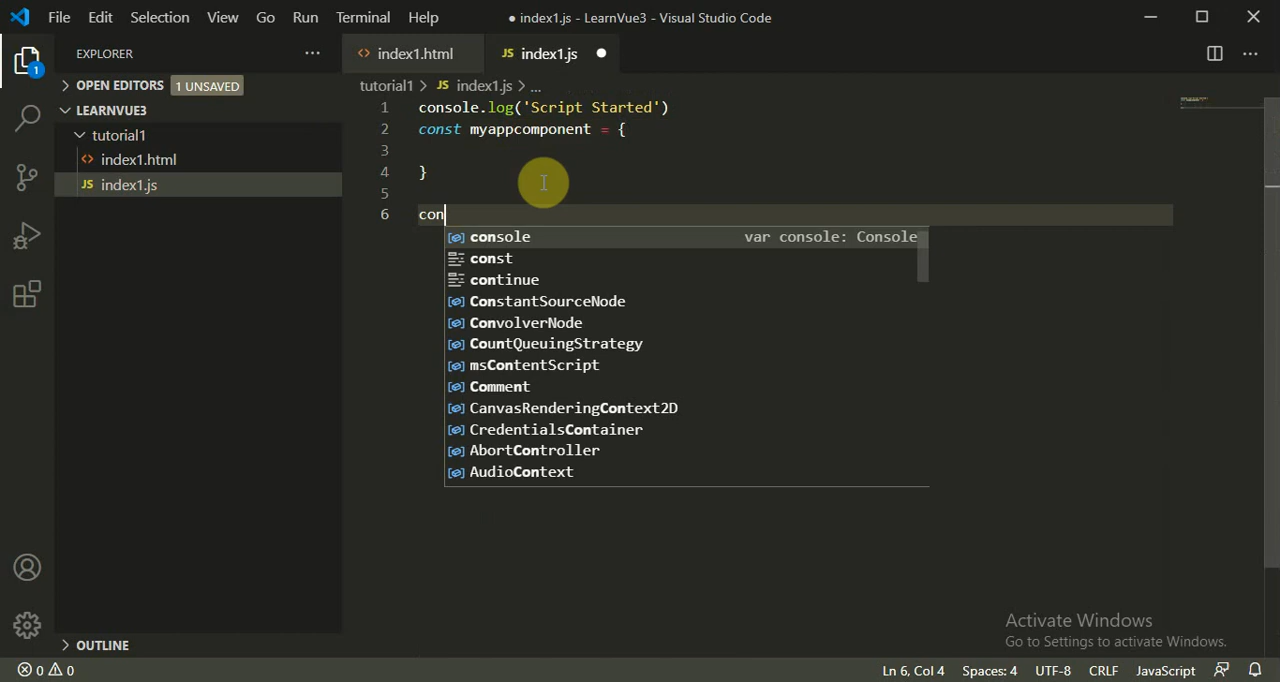 File Edit Selection View Go Run Terminal Help ● index1.js - LearnVue3 - Visual Studio Code
EXPLORER ···
1
OPEN EDITORS 1 UNSAVED
LEARNVUE3
tutorial1
<> index1.html
JS index1.js
OUTLINE
<> index1.html JS index1.js ●
tutorial1 > JS index1.js > ...
1 console.log('Script Started')
2 const myappcomponent = {
3
4 }
5
6 con
console var console: Console
const
continue
ConstantSourceNode
ConvolverNode
CountQueuingStrategy
msContentScript
Comment
CanvasRenderingContext2D
CredentialsContainer
AbortController
AudioContext
Activate Windows
Go to Settings to activate Windows.
0 0 Ln 6, Col 4 Spaces: 4 UTF-8 CRLF JavaScript